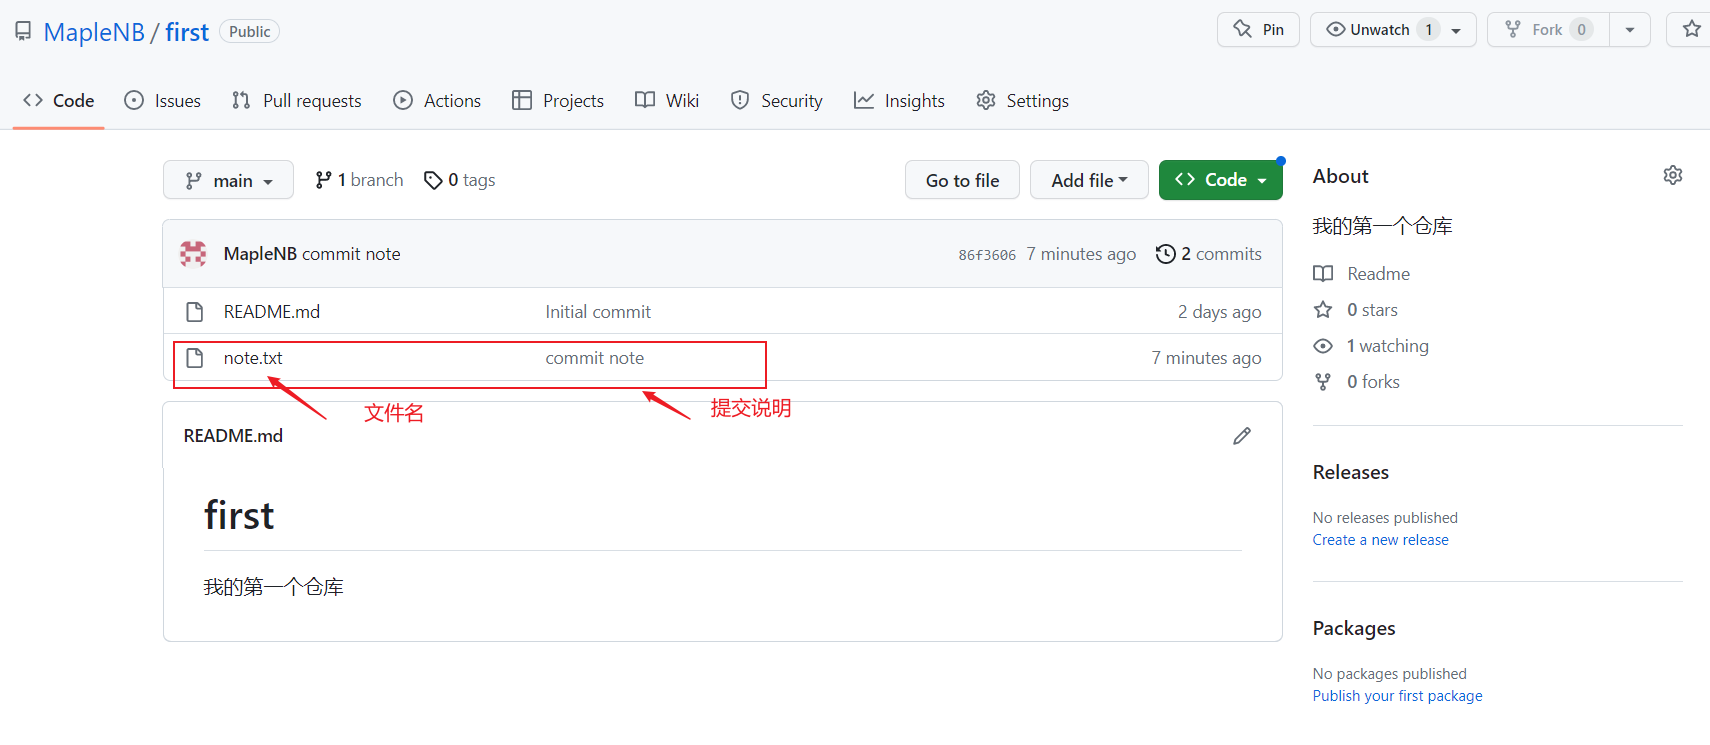 MapleNB / first Public
Pin
Unwatch 1
Fork 0
Code
Issues
Pull requests
Actions
Projects
Wiki
Security
Insights
Settings
main
1 branch
0 tags
Go to file
Add file
Code
MapleNB commit note
86f3606 7 minutes ago
2 commits
README.md Initial commit 2 days ago
note.txt commit note 7 minutes ago
文件名
提交说明
README.md
first
我的第一个仓库
About
我的第一个仓库
Readme
0 stars
1 watching
0 forks
Releases
No releases published
Create a new release
Packages
No packages published
Publish your first package